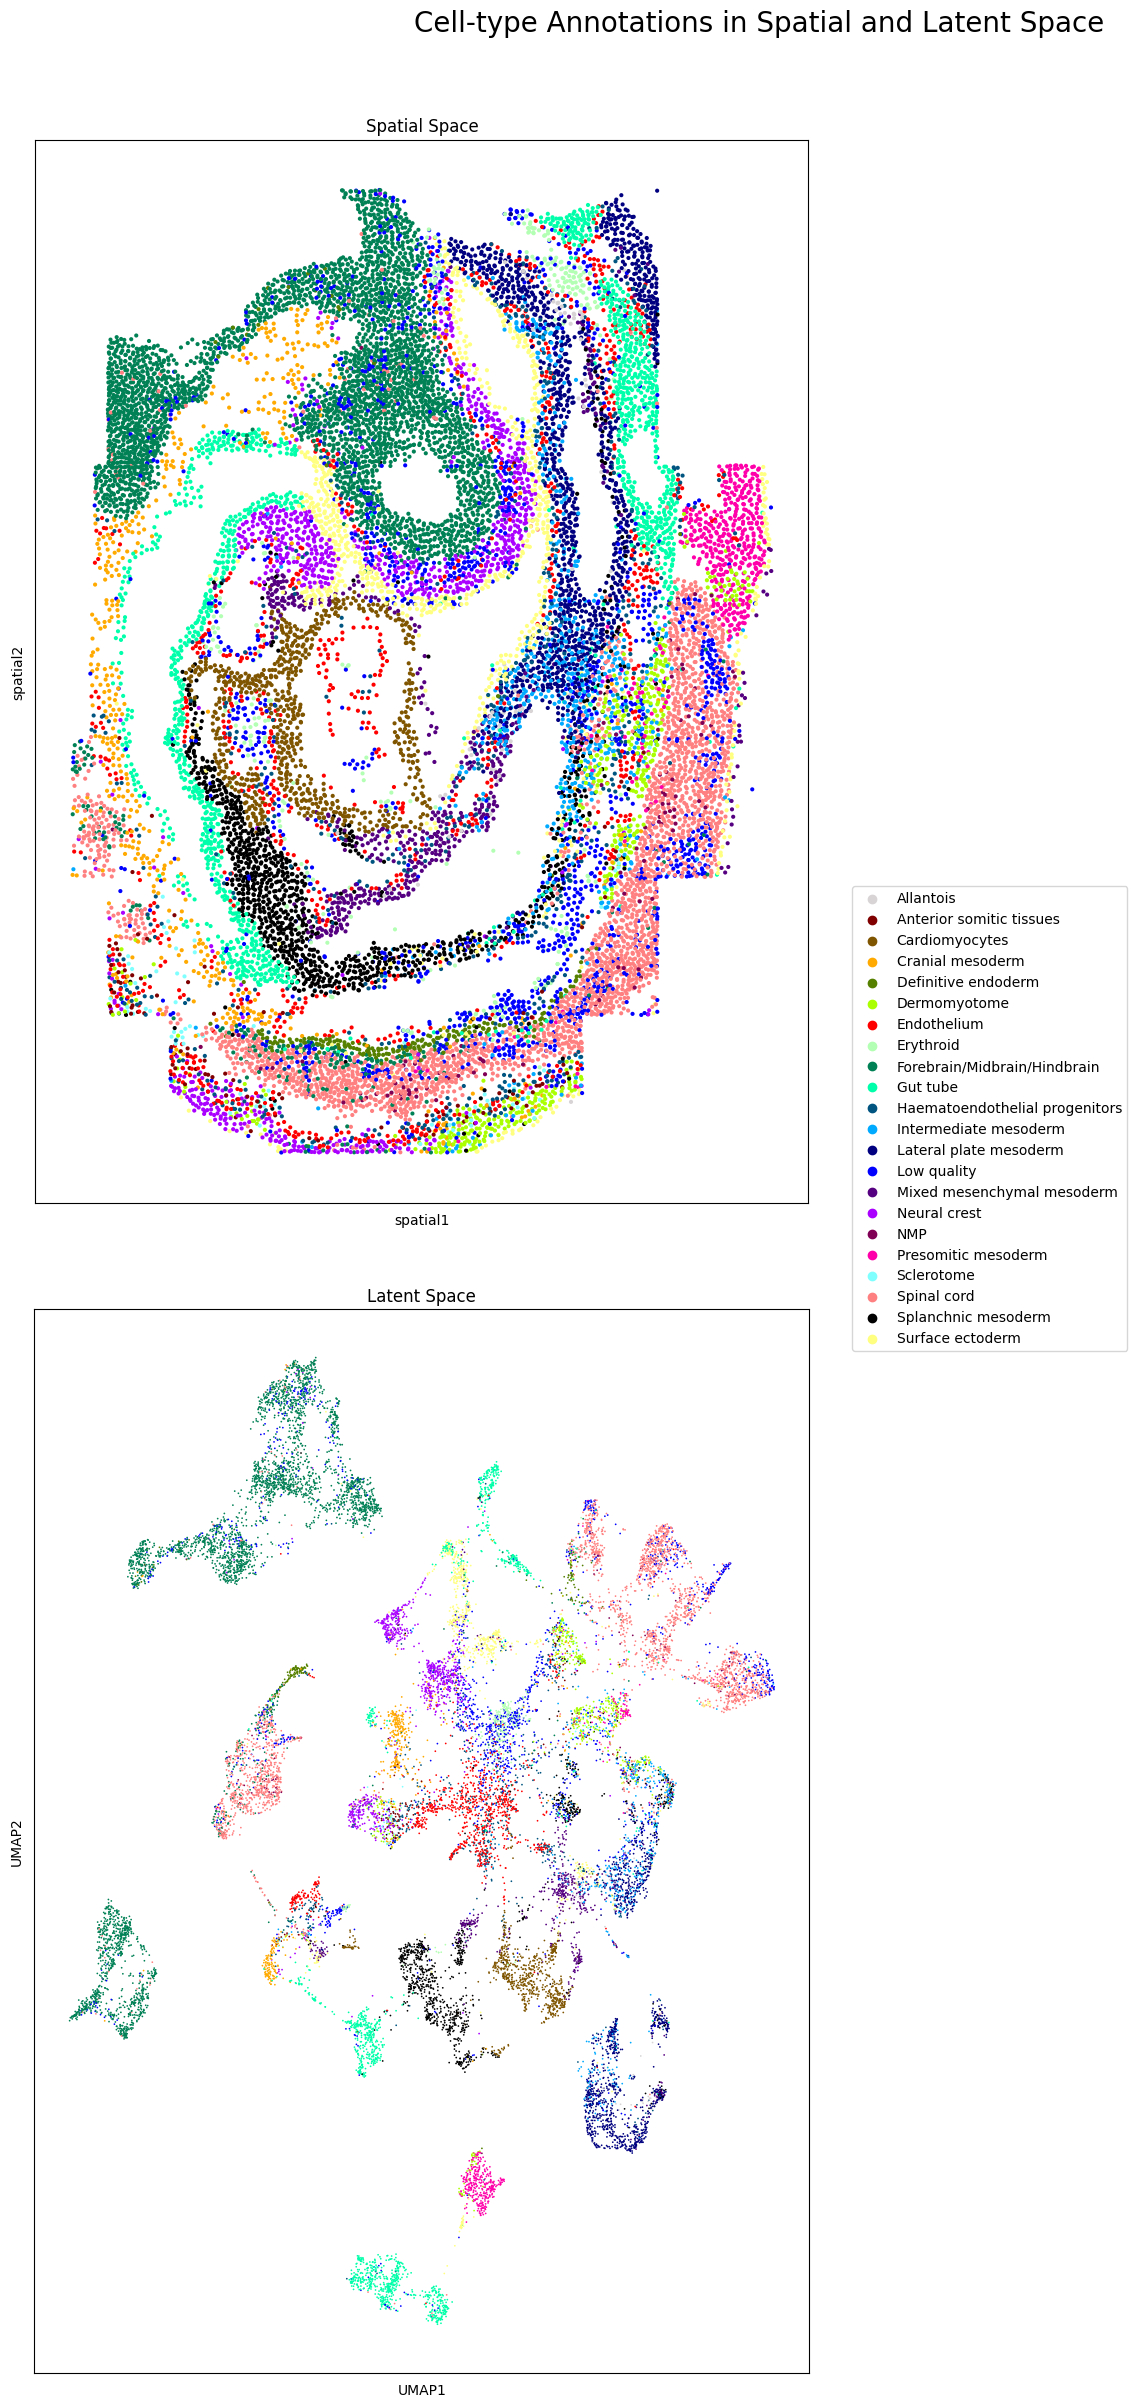 Cell-type Annotations in Spatial and Latent Space
Spatial Space
spatial2
spatial1
Allantois
Anterior somitic tissues
Cardiomyocytes
Cranial mesoderm
Definitive endoderm
Dermomyotome
Endothelium
Erythroid
Forebrain/Midbrain/Hindbrain
Gut tube
Haematoendothelial progenitors
Intermediate mesoderm
Lateral plate mesoderm
Low quality
Mixed mesenchymal mesoderm
Neural crest
NMP
Presomitic mesoderm
Sclerotome
Spinal cord
Splanchnic mesoderm
Surface ectoderm
Latent Space
UMAP2
UMAP1